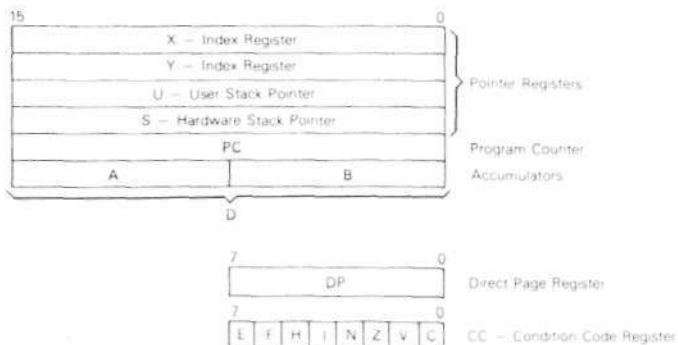 15 0
X – Index Register
Y – Index Register
U – User Stack Pointer
S – Hardware Stack Pointer
Pointer Registers
PC Program Counter
A B Accumulators
D
7 0
DP Direct Page Register
7 0
E F H I N Z V C CC – Condition Code Register